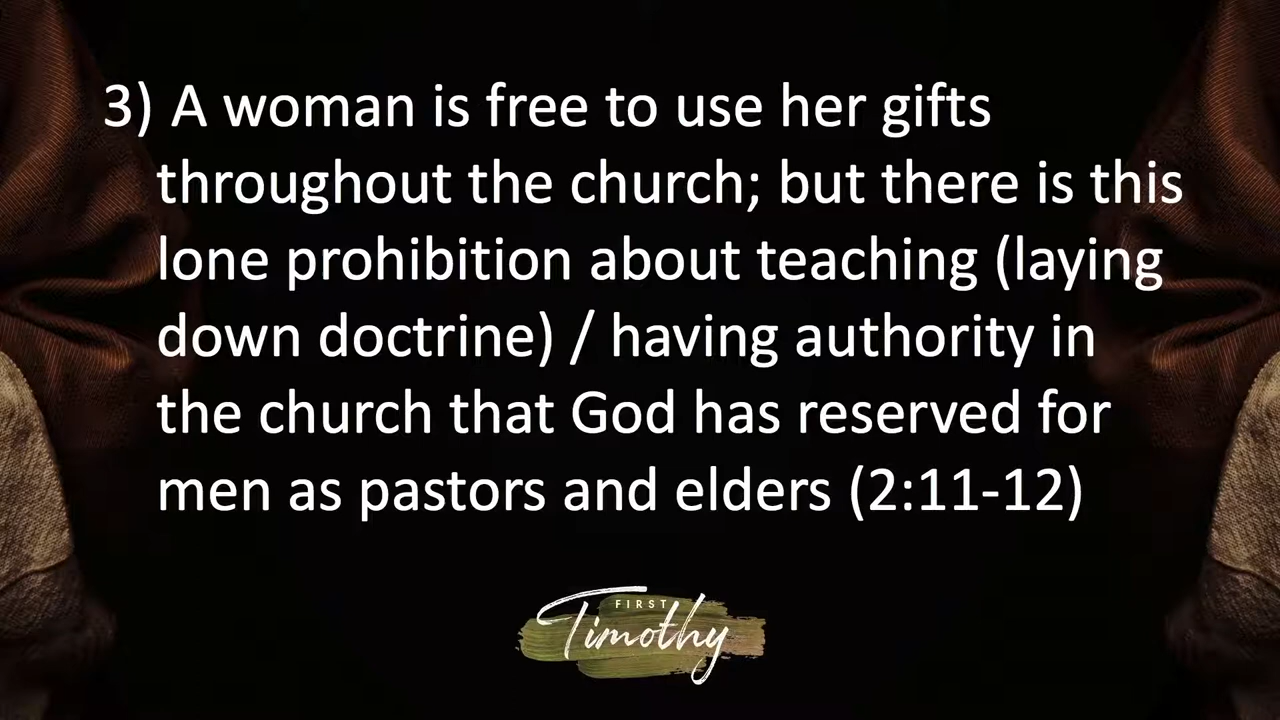 3) A woman is free to use her gifts
throughout the church; but there is this
lone prohibition about teaching (laying
down doctrine) / having authority in
the church that God has reserved for
men as pastors and elders (2:11-12)
FIRST
Timothy